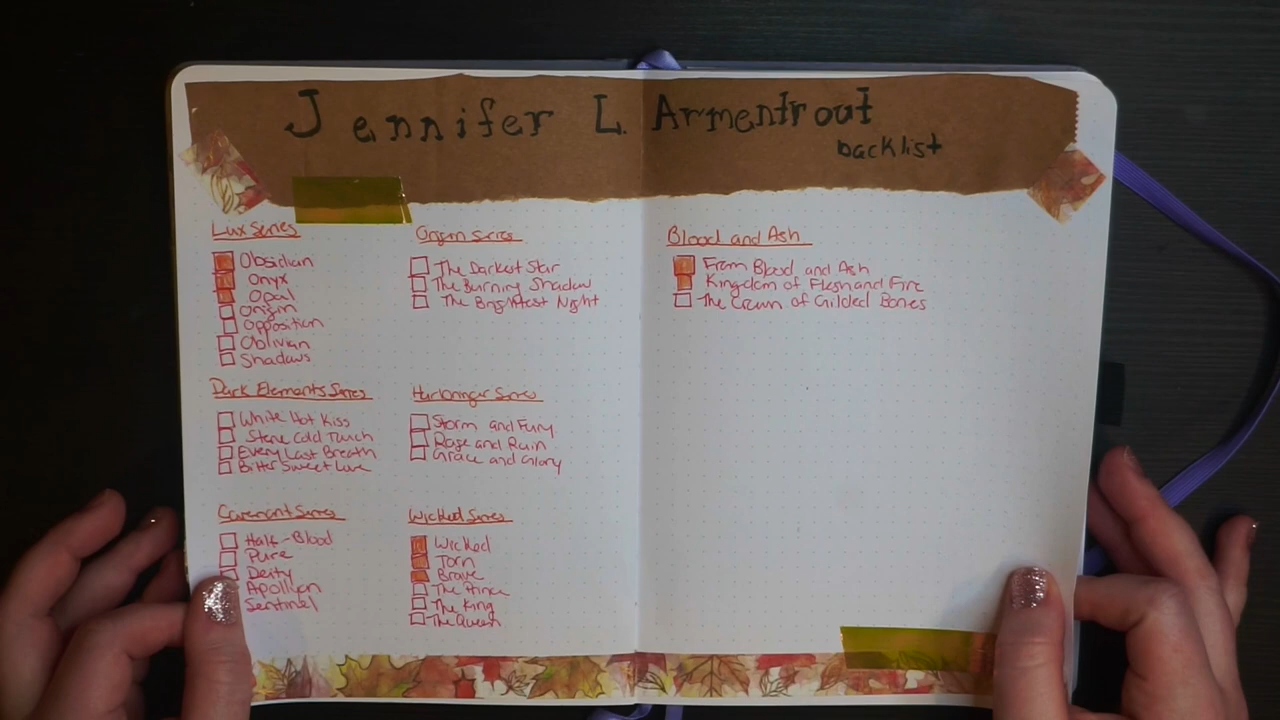 Jennifer L. Armentrout
backlist
Lux Series
Obsidian
Onyx
Opal
Origin
Opposition
Oblivian
Shadows
Dark Elements Series
White Hot Kiss
Stone Cold Touch
Every Last Breath
Bitter Sweet Love
Covenant Series
Half-Blood
Pure
Deity
Apollyon
Sentinel
Origin Series
The Darkest Star
The Burning Shadow
The Brightest Night
Harbinger Series
Storm and Fury
Rage and Ruin
Grace and Glory
Wicked Series
Wicked
Torn
Brave
The Prince
The King
The Queen
Blood and Ash
From Blood and Ash
Kingdom of Flesh and Fire
The Crown of Gilded Bones